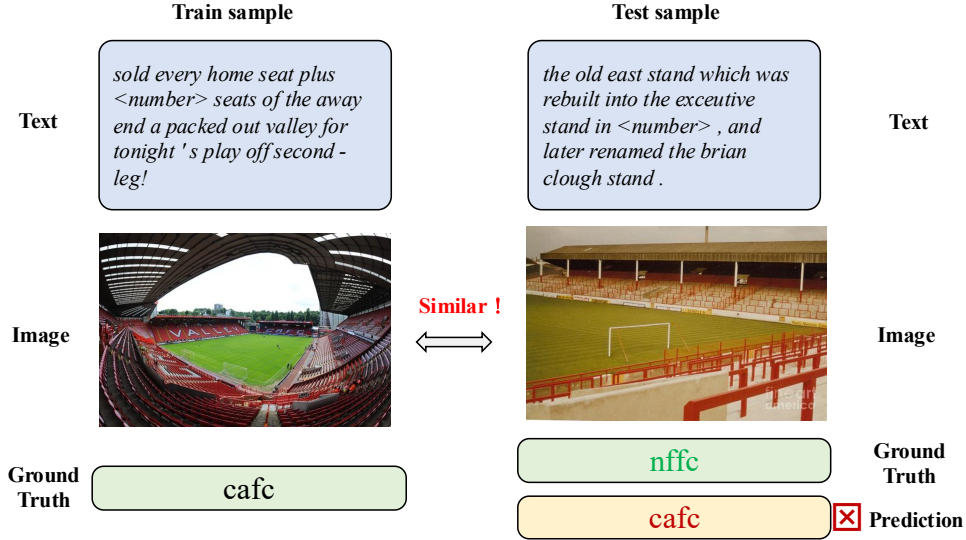 Train sample
Test sample
Text
sold every home seat plus
<number> seats of the away
end a packed out valley for
tonight ' s play off second -
leg!
the old east stand which was
rebuilt into the exceutive
stand in <number> , and
later renamed the brian
clough stand .
Text
Image
VALLEY
Similar !
fineart
america
Image
Ground
Truth
cafc
nffc
Ground
Truth
cafc
Prediction